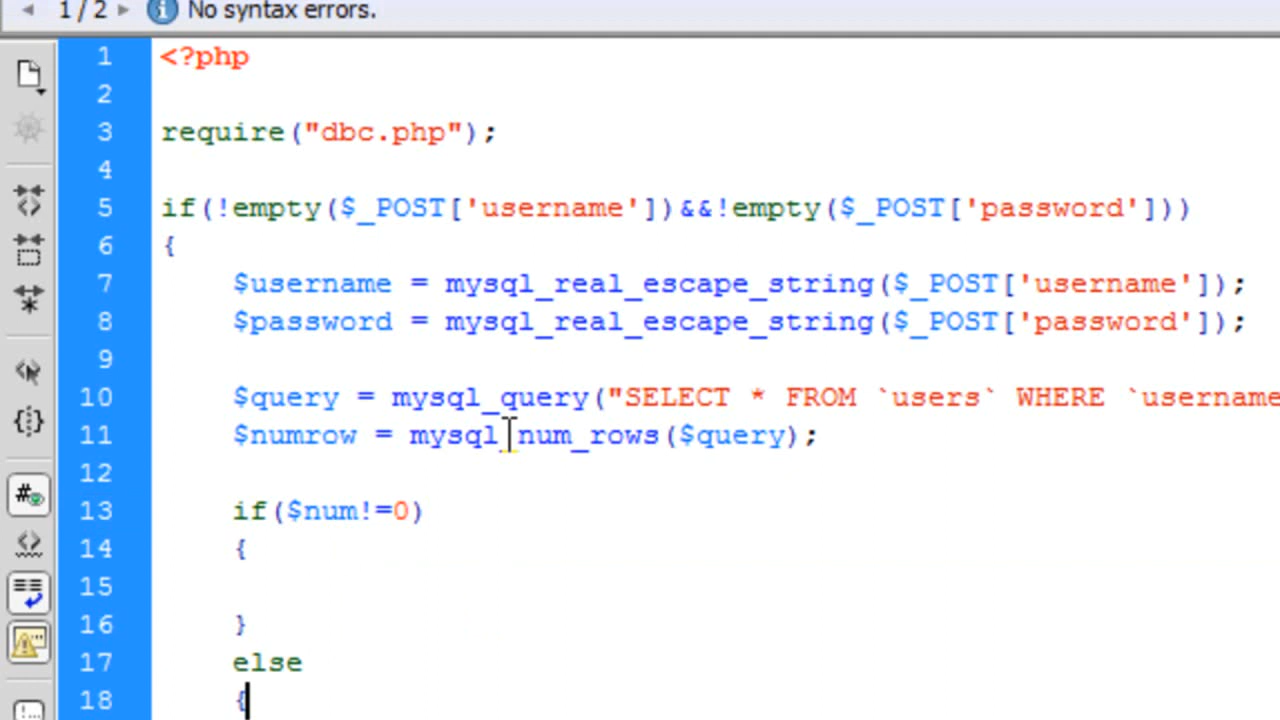 1 / 2 No syntax errors.
1 <?php
2
3 require("dbc.php");
4
5 if(!empty($_POST['username'])&&!empty($_POST['password']))
6 {
7 $username = mysql_real_escape_string($_POST['username']);
8 $password = mysql_real_escape_string($_POST['password']);
9
10 $query = mysql_query("SELECT * FROM `users` WHERE `username
11 $numrow = mysql_num_rows($query);
12
13 if($num!=0)
14 {
15
16 }
17 else
18 {